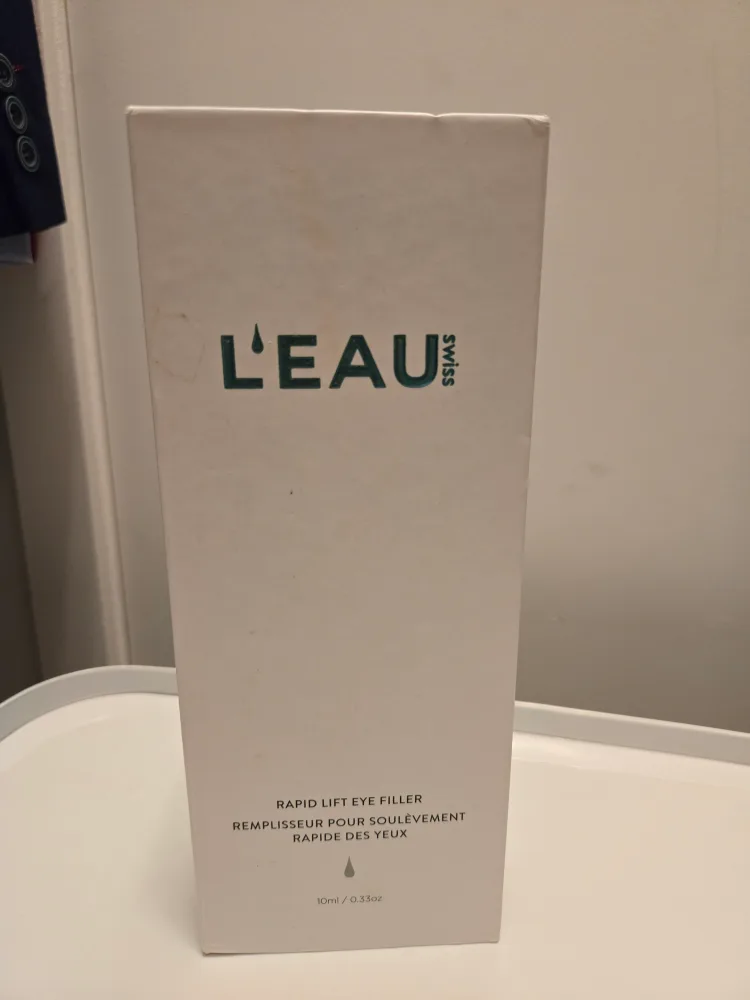 L'EAU
swiss
RAPID LIFT EYE FILLER
REMPLISSEUR POUR SOULÈVEMENT
RAPIDE DES YEUX
10ml / 0.33oz